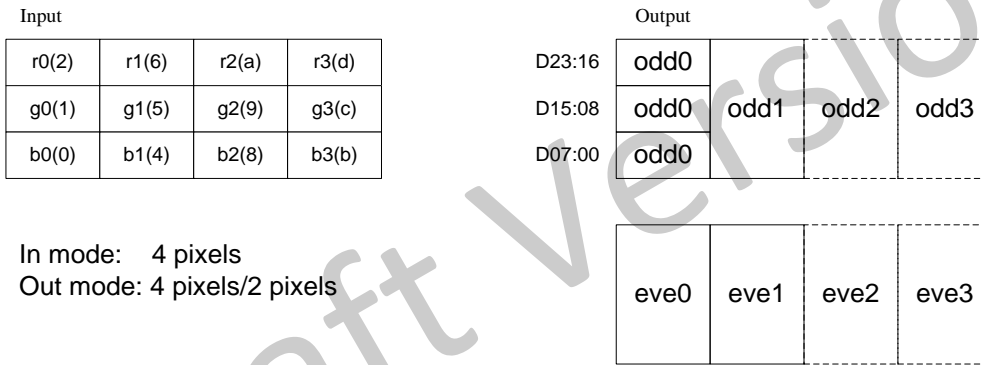 Input
Output
r0(2) r1(6) r2(a) r3(d)
g0(1) g1(5) g2(9) g3(c)
b0(0) b1(4) b2(8) b3(b)
D23:16 odd0
D15:08 odd0 odd1 odd2 odd3
D07:00 odd0
In mode: 4 pixels
Out mode: 4 pixels/2 pixels
eve0 eve1 eve2 eve3